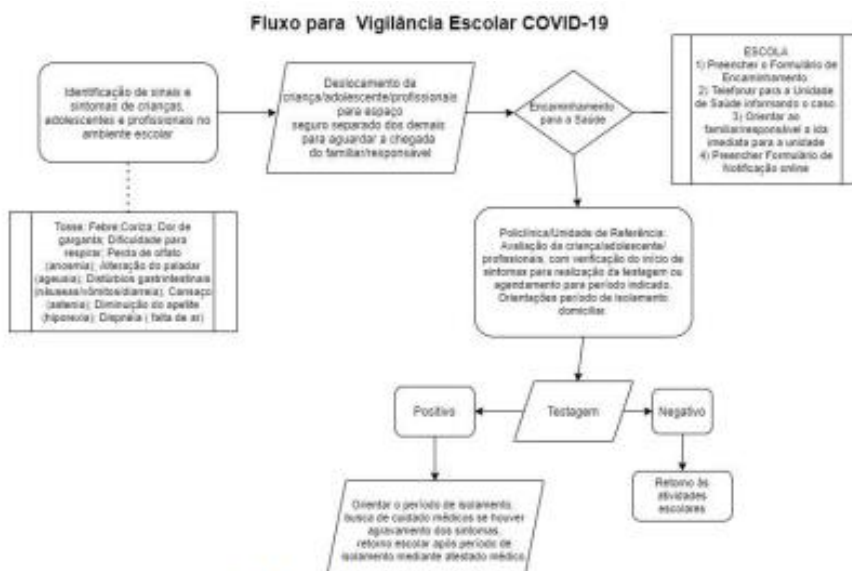 Fluxo para Vigilância Escolar COVID-19
Identificação de sinais e
sintomas de crianças,
adolescentes e profissionais no
ambiente escolar
Deslocamento da
criança/adolescente/profissionais
para espaço
seguro separado dos demais
para aguardar a chegada
do familiar/responsável
Encaminhamento
para a Saúde
ESCOLA
1) Preencher o Formulário de
Encaminhamento
2) Telefonar para a Unidade
de Saúde informando o caso
3) Orientar ao
familiar/responsável a ida
imediata para a unidade
4) Preencher Formulário de
Notificação online
Tosse; Febre Coriza; Dor de
garganta; Dificuldade para
respirar; Perda de olfato
(anosmia); Alteração do paladar
(ageusia); Distúrbios gastrintestinais
(náuseas/vômitos/diarreia); Cansaço
(astenia); Diminuição do apetite
(hiporexia); Dispnéia ( falta de ar)
Policlínica/Unidade de Referência:
Avaliação da criança/adolescente/
profissionais, com verificação do início de
sintomas para realização da testagem ou
agendamento para período indicado.
Orientações período de isolamento
domiciliar.
Positivo
Testagem
Negativo
Orientar o período de isolamento,
busca de cuidado médicos se houver
agravamento dos sintomas,
retorno escolar após período de
isolamento mediante atestado médico.
Retorno às
atividades
escolares